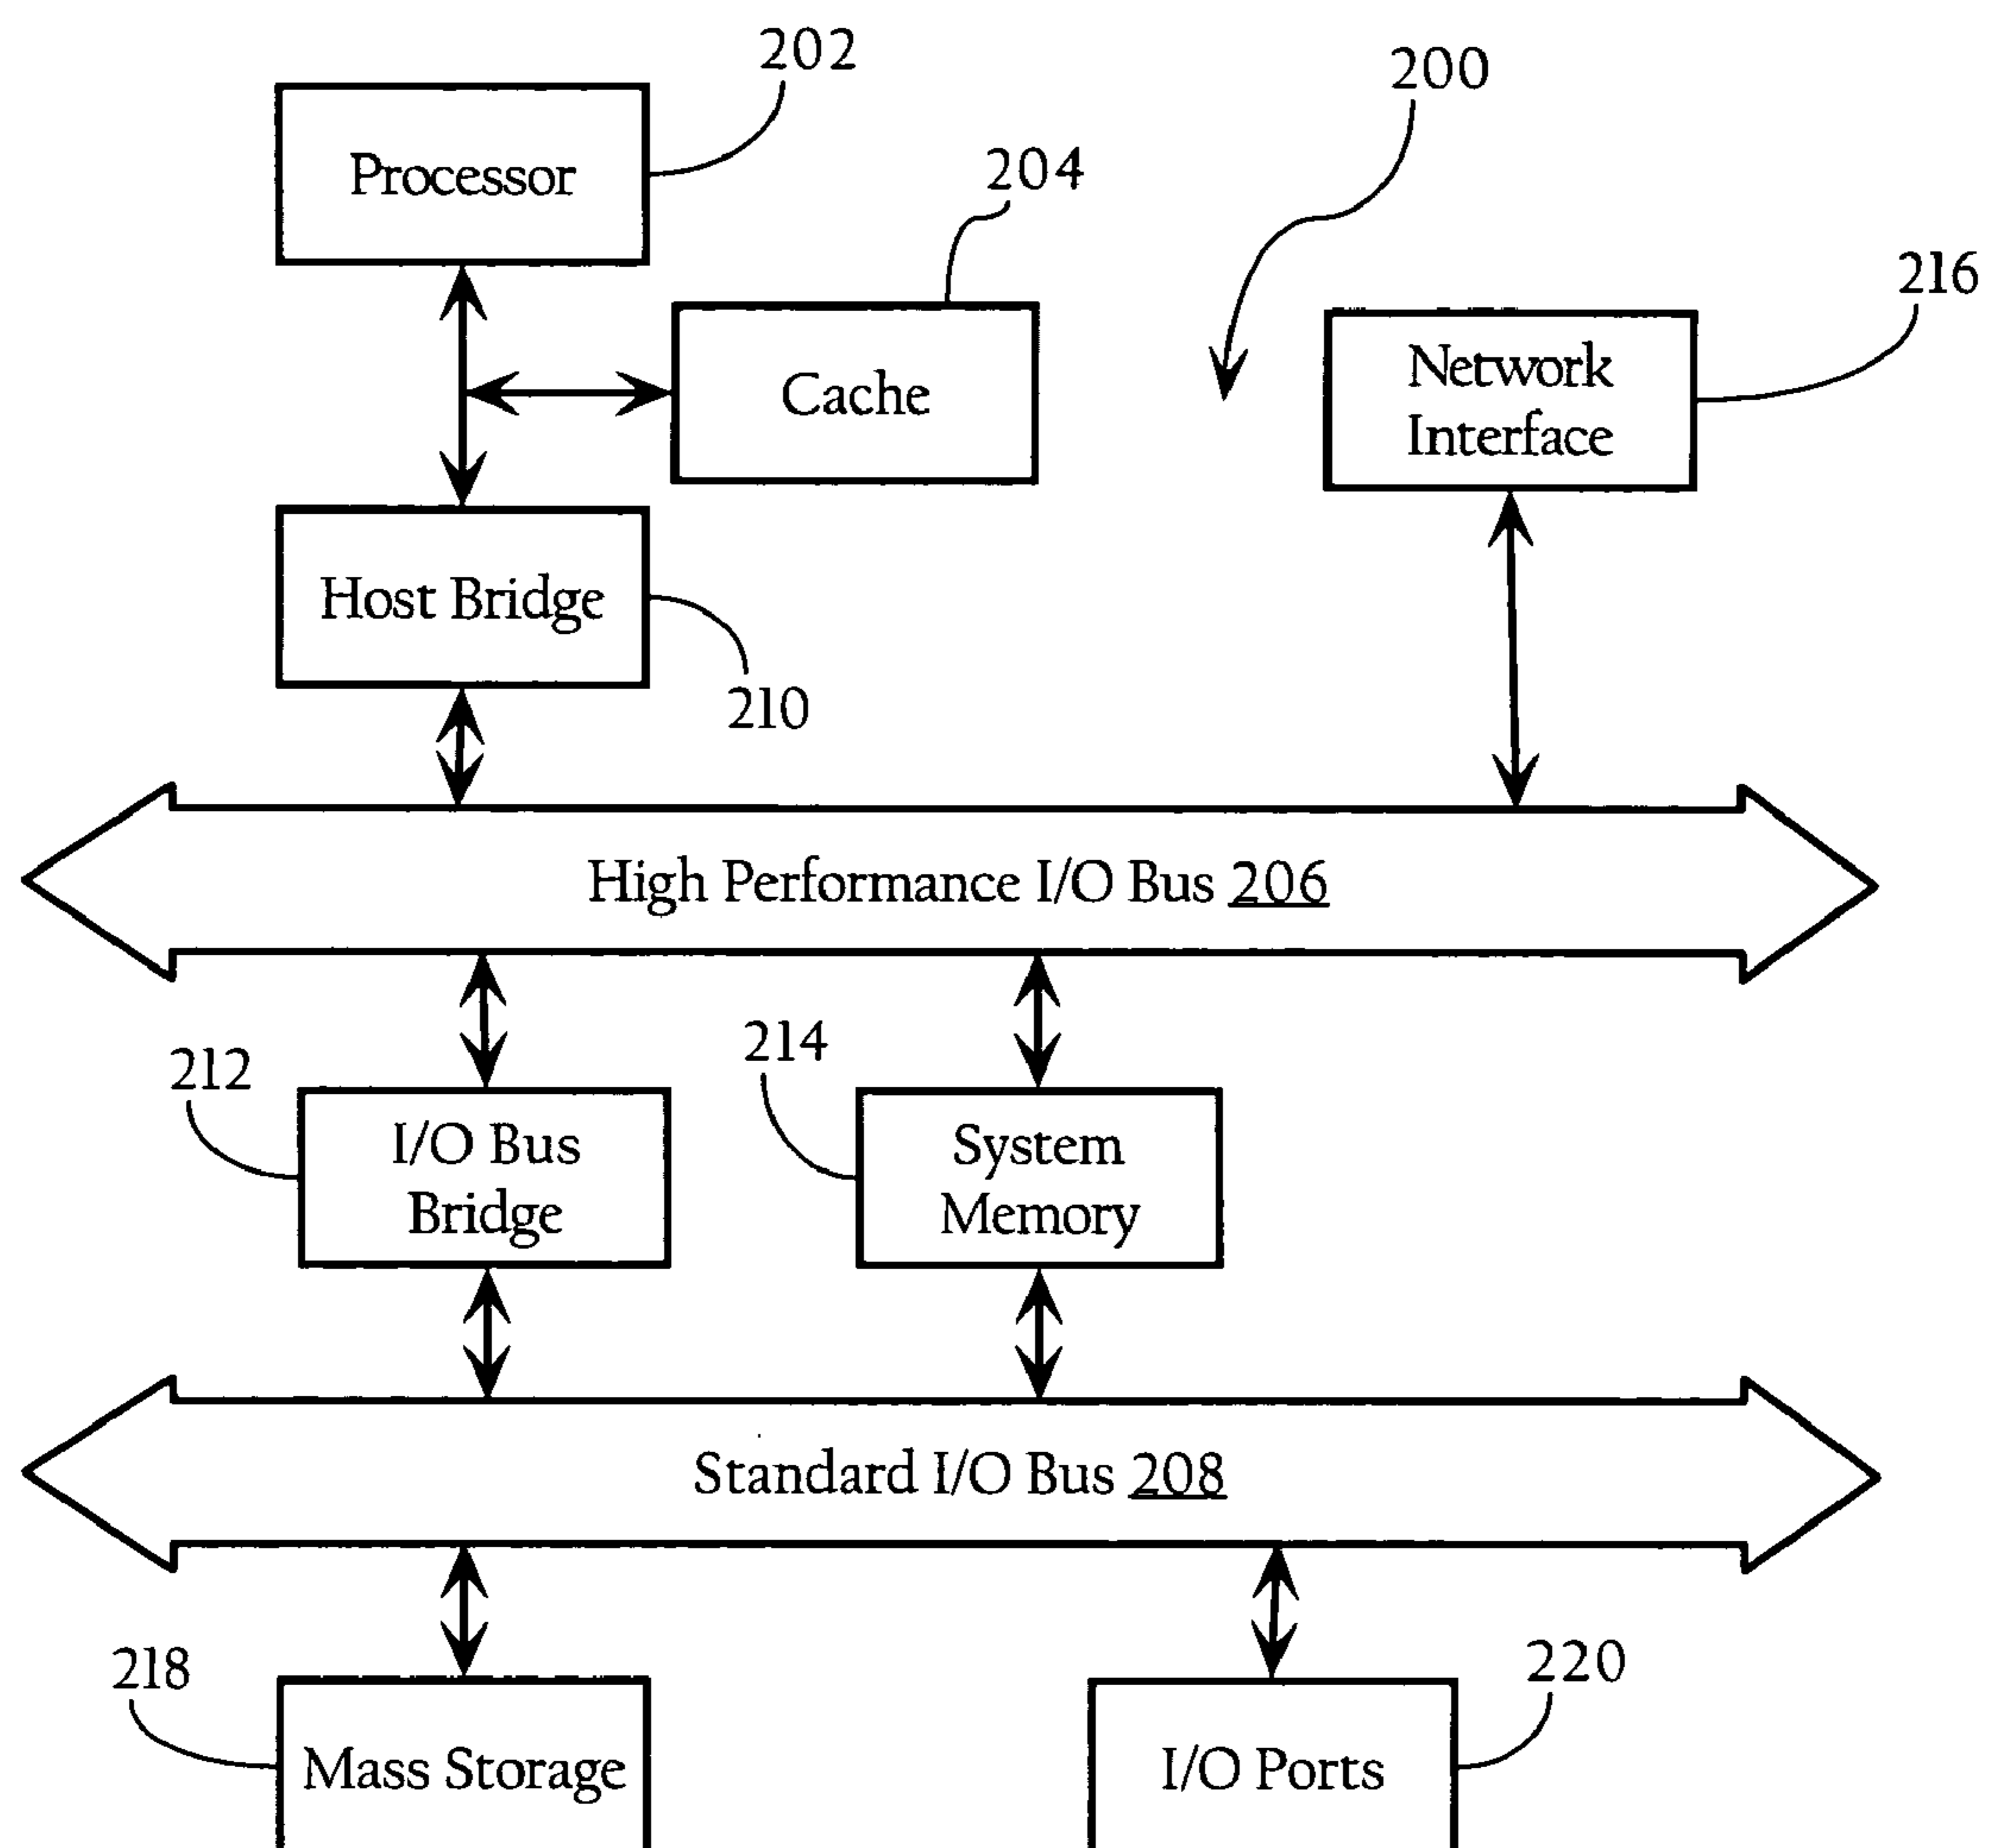 202
200
Processor
204
216
Network
Interface
Cache
Host Bridge
210
High Performance I/O Bus 206
214
212
I/O Bus
Bridge
System
Memory
Standard I/O Bus 208
218
220
Mass Storage
I/O Ports